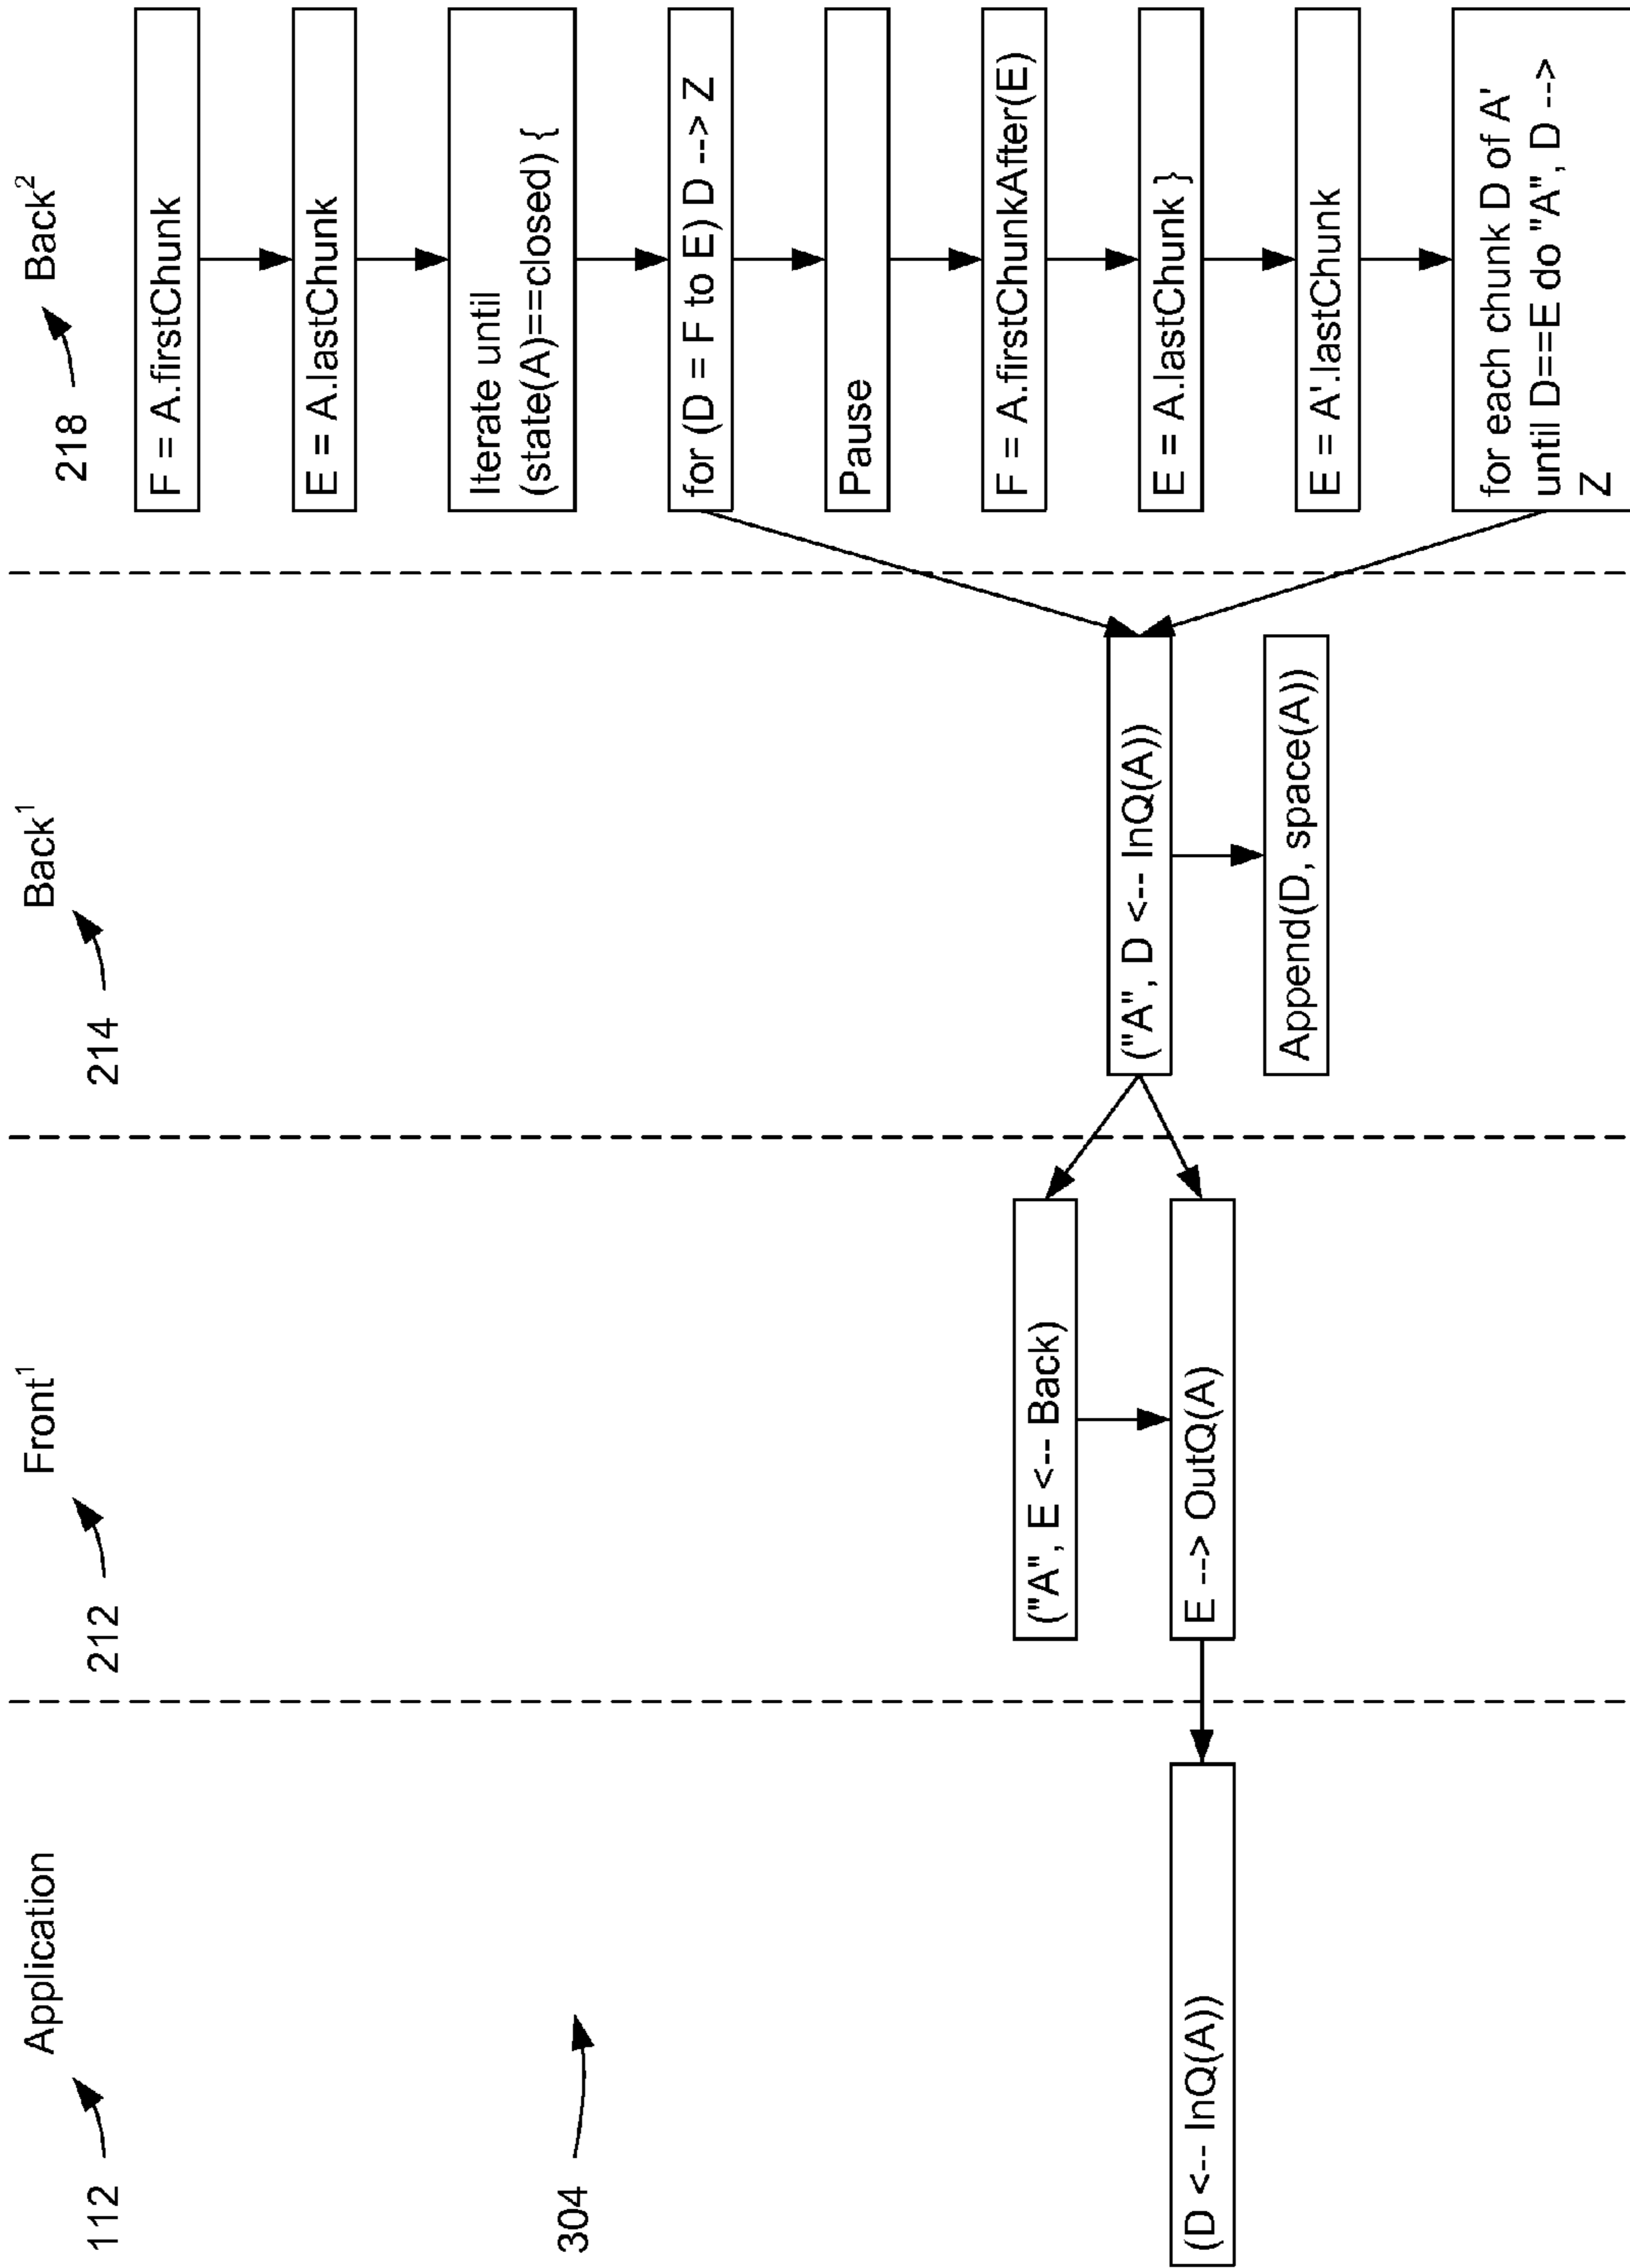 Application
112
Front¹
212
Back¹
214
Back²
218
304
(D <--- InQ(A))
("A", E <-- Back)
E --> OutQ(A)
("A", D <--- InQ(A))
Append(D, space(A))
F = A.firstChunk
E = A.lastChunk
Iterate until
(state(A)==closed) {
for (D = F to E) D --> Z
Pause
F = A.firstChunkAfter(E)
E = A.lastChunk }
E = A'.lastChunk
for each chunk D of A'
until D==E do "A", D -->
Z